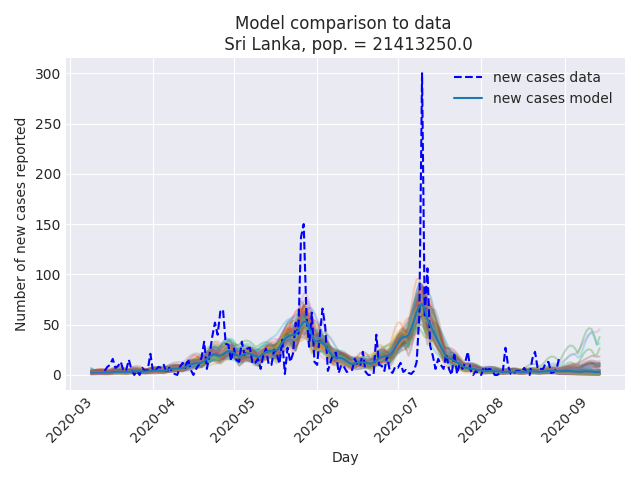 Model comparison to data
Sri Lanka, pop. = 21413250.0
new cases data
new cases model
Number of new cases reported
300
250
200
150
100
50
0
2020-03
2020-04
2020-05
2020-06
2020-07
2020-08
2020-09
Day